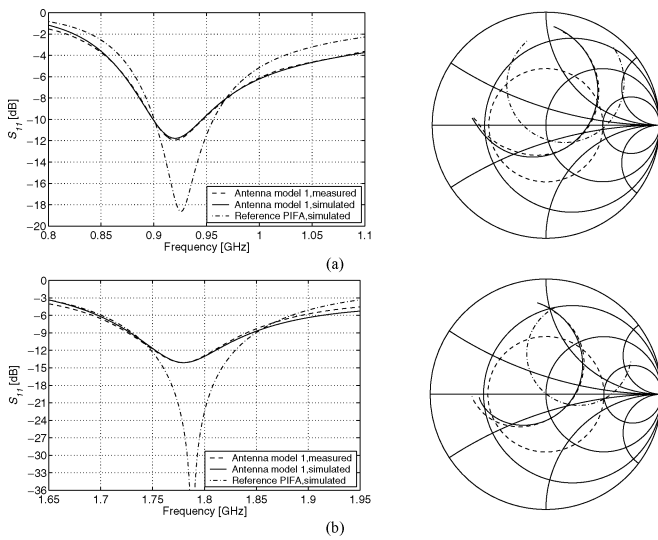 0
−2
−4
−6
−8
−10
−12
−14
−16
−18
−20
S11 [dB]
0.8 0.85 0.9 0.95 1 1.05 1.1
Frequency [GHz]
Antenna model 1,measured
Antenna model 1,simulated
Reference PIFA,simulated
(a)
0
−3
−6
−9
−12
−15
−18
−21
−24
−27
−30
−33
−36
S11 [dB]
1.65 1.7 1.75 1.8 1.85 1.9 1.95
Frequency [GHz]
Antenna model 1,measured
Antenna model 1,simulated
Reference PIFA,simulated
(b)